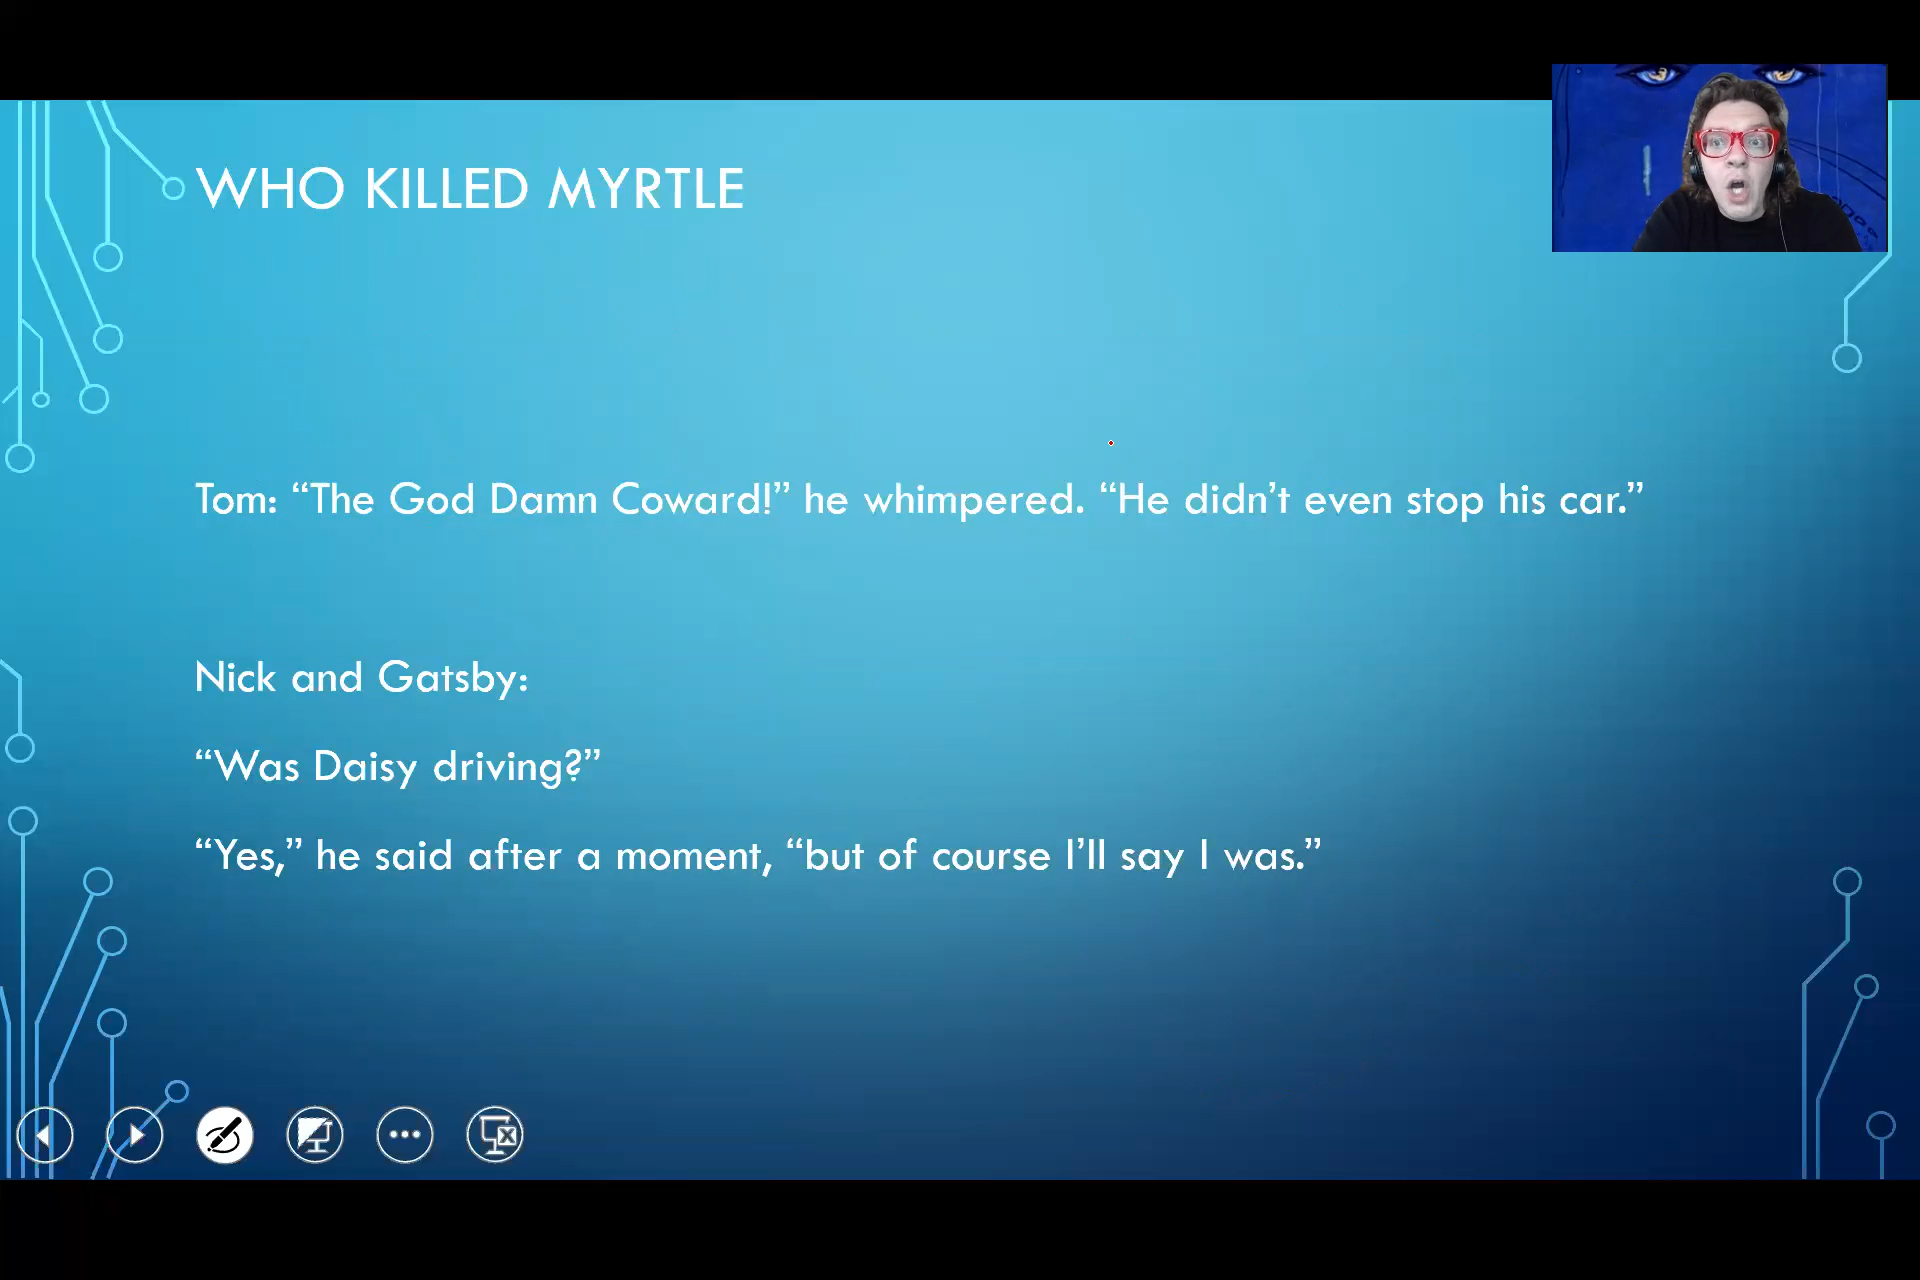 WHO KILLED MYRTLE
Tom: “The God Damn Coward!” he whimpered. “He didn’t even stop his car.”
Nick and Gatsby:
“Was Daisy driving?”
“Yes,” he said after a moment, “but of course I’ll say I was.”